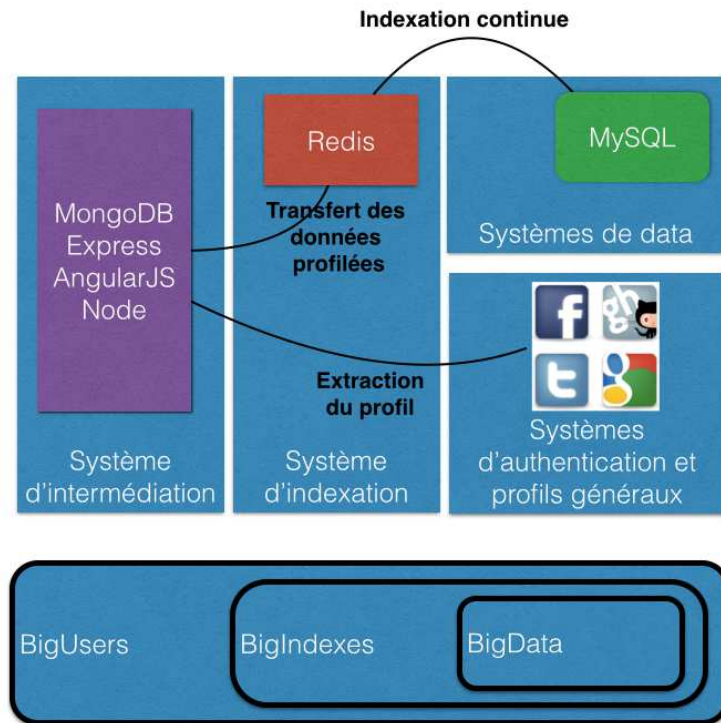 Indexation continue
Redis
MySQL
MongoDB
Express
AngularJS
Node
Transfert des
données
profilées
Systèmes de data
f
gh
t
g
Extraction
du profil
Système
d'intermédiation
Système
d'indexation
Systèmes
d'authentication et
profils généraux
BigUsers
BigIndexes
BigData